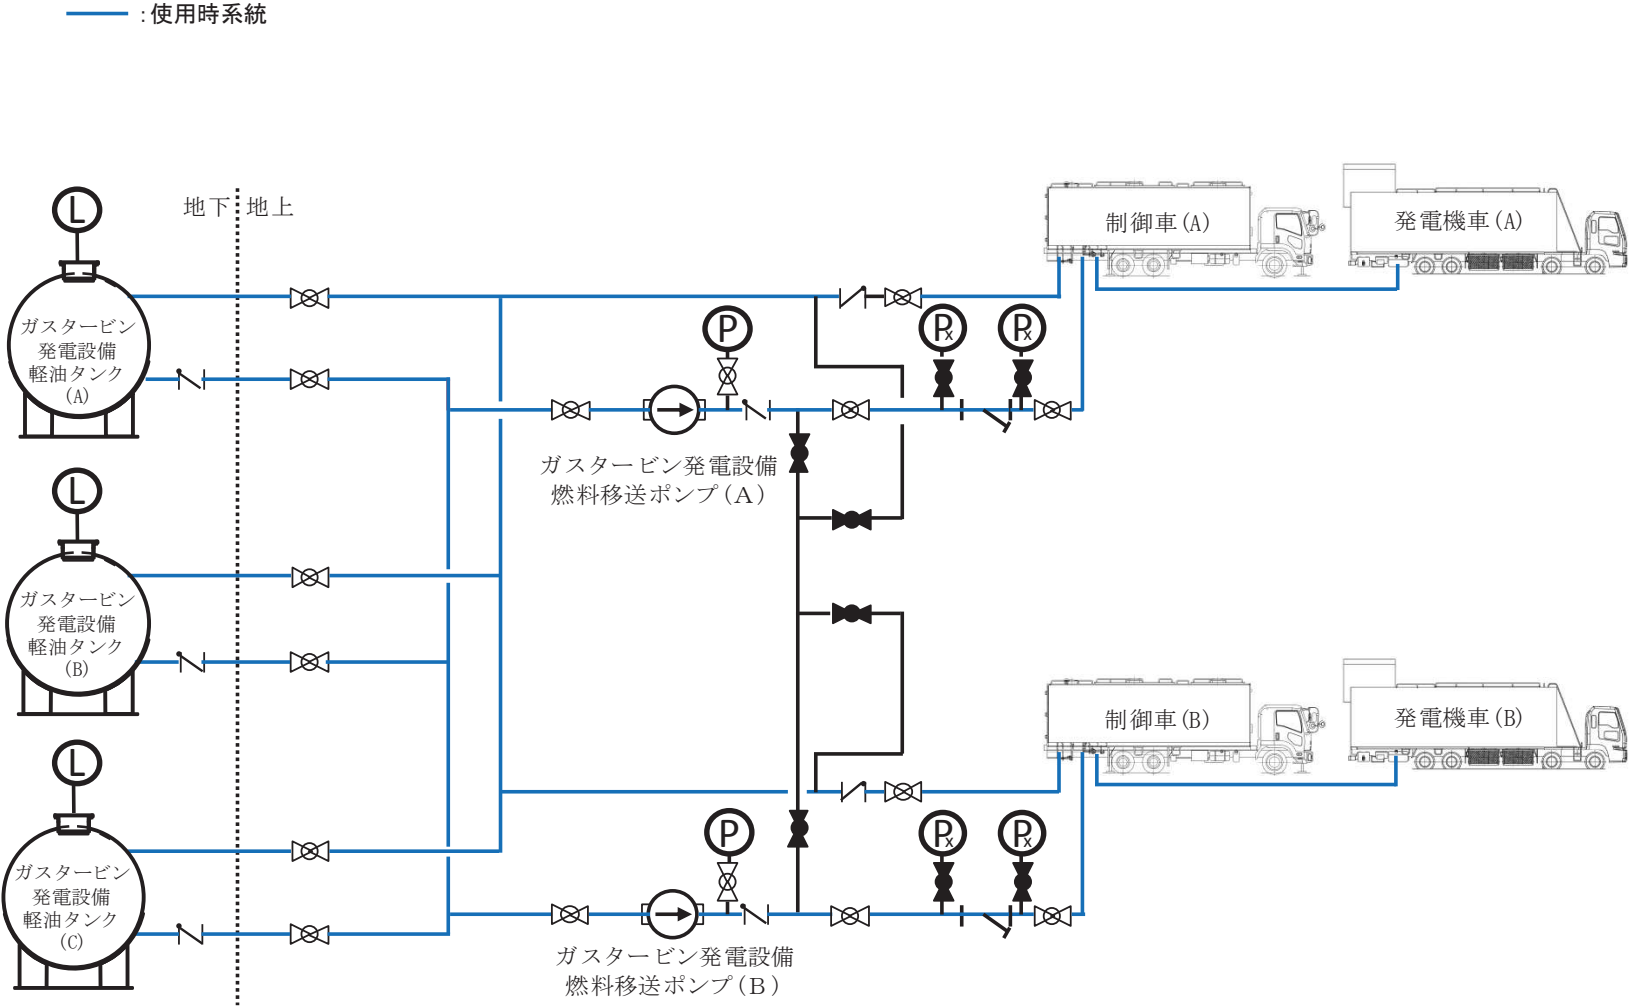 :使用時系統
地下 地上
L
ガスタービン
発電設備
軽油タンク
(A)
制御車(A)
発電機車(A)
P
Rx
Rx
ガスタービン発電設備
燃料移送ポンプ(A)
L
ガスタービン
発電設備
軽油タンク
(B)
制御車(B)
発電機車(B)
L
ガスタービン
発電設備
軽油タンク
(C)
P
Rx
Rx
ガスタービン発電設備
燃料移送ポンプ(B)